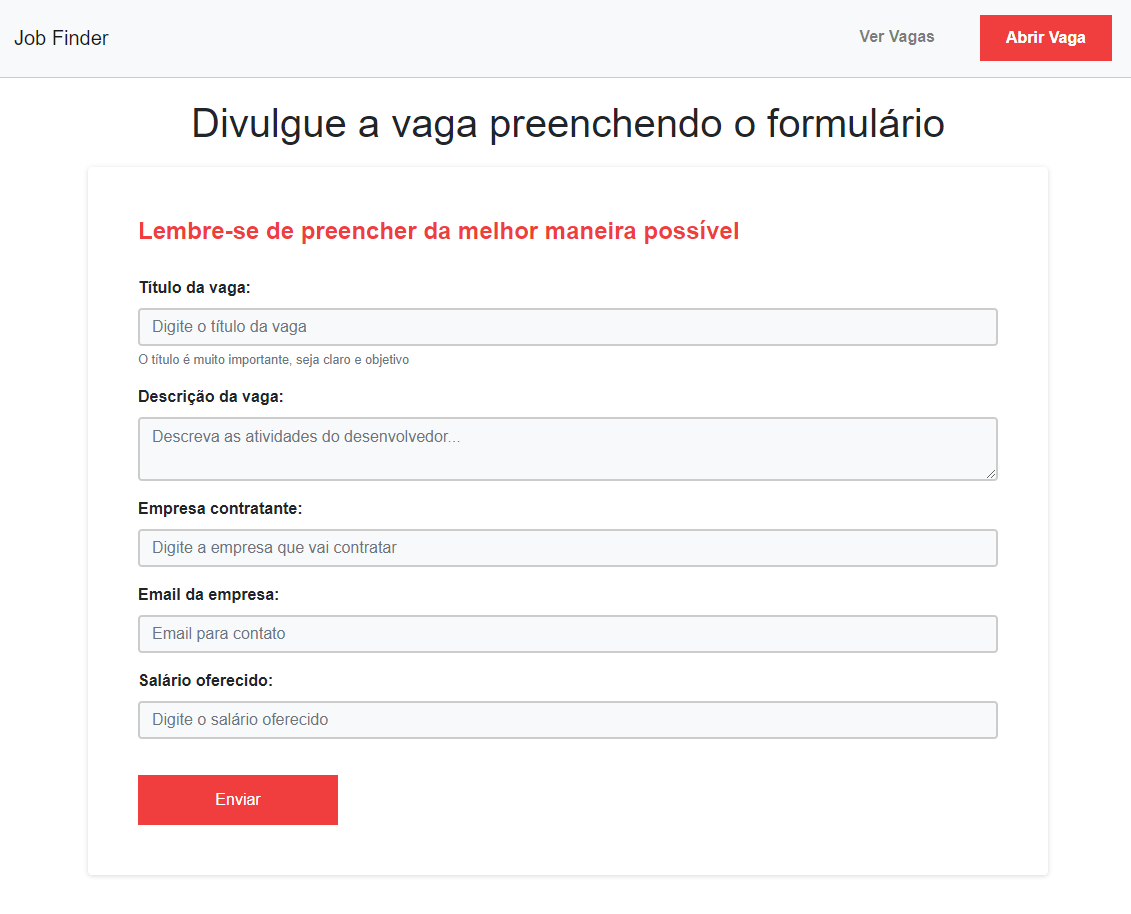 Job Finder
Ver Vagas
Abrir Vaga
Divulgue a vaga preenchendo o formulário
Lembre-se de preencher da melhor maneira possível
Título da vaga:
Digite o título da vaga
O título é muito importante, seja claro e objetivo
Descrição da vaga:
Descreva as atividades do desenvolvedor...
Empresa contratante:
Digite a empresa que vai contratar
Email da empresa:
Email para contato
Salário oferecido:
Digite o salário oferecido
Enviar